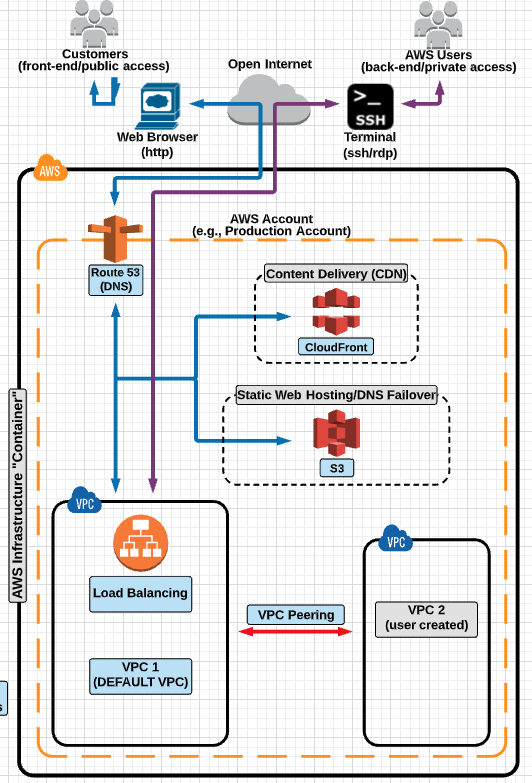 Customers
(front-end/public access)
AWS Users
(back-end/private access)
Open Internet
Web Browser
(http)
>_
SSH
Terminal
(ssh/rdp)
AWS
AWS Account
(e.g., Production Account)
Route 53
(DNS)
Content Delivery (CDN)
CloudFront
Static Web Hosting/DNS Failover
S3
AWS Infrastructure "Container"
VPC
Load Balancing
VPC 1
(DEFAULT VPC)
VPC Peering
VPC
VPC 2
(user created)